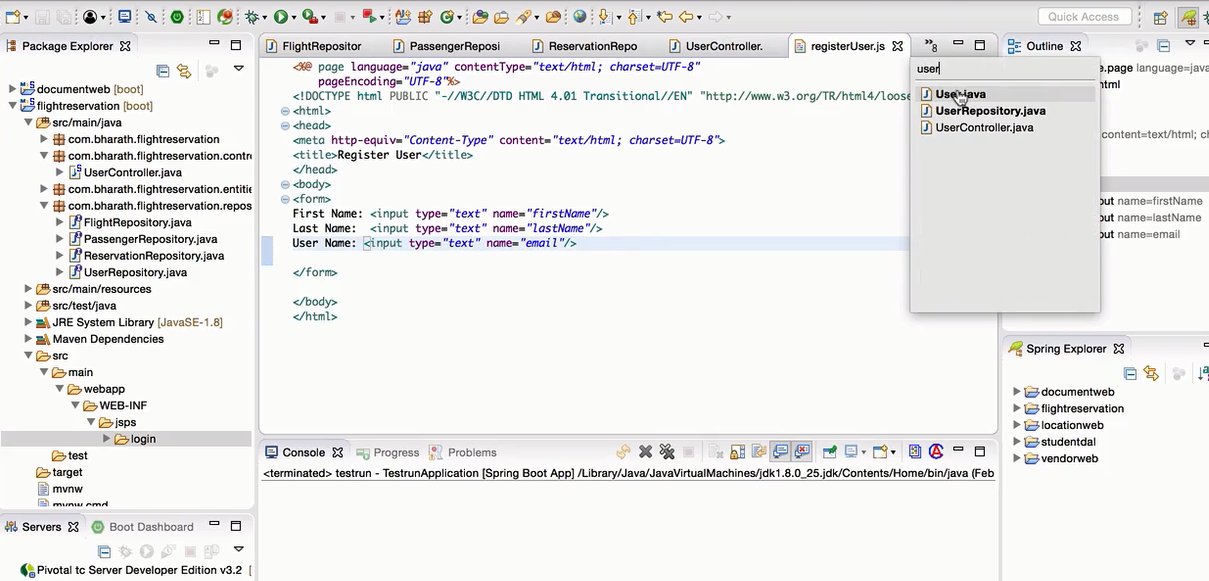 Quick Access
Package Explorer
documentweb [boot]
flightreservation [boot]
src/main/java
com.bharath.flightreservation
com.bharath.flightreservation.contro
UserController.java
com.bharath.flightreservation.entitie
com.bharath.flightreservation.repos
FlightRepository.java
PassengerRepository.java
ReservationRepository.java
UserRepository.java
src/main/resources
src/test/java
JRE System Library [JavaSE-1.8]
Maven Dependencies
src
main
webapp
WEB-INF
jsps
login
test
target
mvnw
mvnw.cmd
Servers
Boot Dashboard
Pivotal tc Server Developer Edition v3.2
FlightRepositor
PassengerReposi
ReservationRepo
UserController.
registerUser.js
»8
<%@ page language="java" contentType="text/html; charset=UTF-8"
pageEncoding="UTF-8"%>
<!DOCTYPE html PUBLIC "-//W3C//DTD HTML 4.01 Transitional//EN" "http://www.w3.org/TR/html4/loose
<html>
<head>
<meta http-equiv="Content-Type" content="text/html; charset=UTF-8">
<title>Register User</title>
</head>
<body>
<form>
First Name: <input type="text" name="firstName"/>
Last Name: <input type="text" name="lastName"/>
User Name: <input type="text" name="email"/>
</form>
</body>
</html>
user
User.java
UserRepository.java
UserController.java
Outline
e.page language=java
html
content=text/html; c
put name=firstName
put name=lastName
put name=email
Spring Explorer
documentweb
flightreservation
locationweb
studentdal
vendorweb
Console
Progress
Problems
<terminated> testrun - TestrunApplication [Spring Boot App] /Library/Java/JavaVirtualMachines/jdk1.8.0_25.jdk/Contents/Home/bin/java (Feb